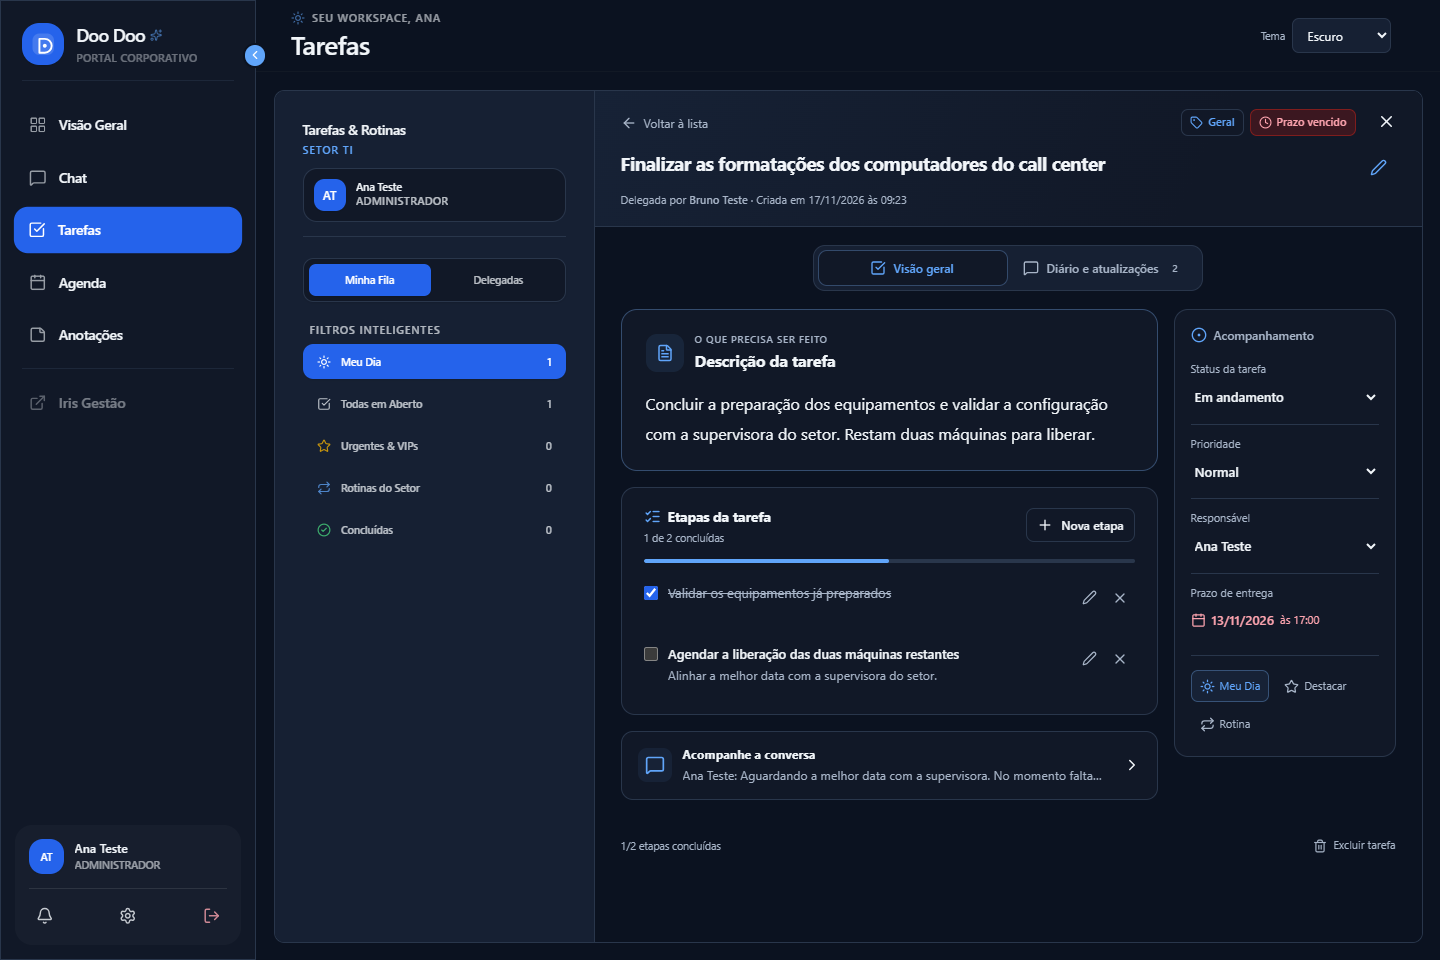 Doo Doo
PORTAL CORPORATIVO
Visão Geral
Chat
Tarefas
Agenda
Anotações
Iris Gestão
AT
Ana Teste
ADMINISTRADOR
SEU WORKSPACE, ANA
Tarefas
Tema
Escuro
Tarefas & Rotinas
SETOR TI
AT
Ana Teste
ADMINISTRADOR
Minha Fila
Delegadas
FILTROS INTELIGENTES
Meu Dia 1
Todas em Aberto 1
Urgentes & VIPs 0
Rotinas do Setor 0
Concluídas 0
Voltar à lista
Geral
Prazo vencido
Finalizar as formatações dos computadores do call center
Delegada por Bruno Teste · Criada em 17/11/2026 às 09:23
Visão geral
Diário e atualizações 2
O QUE PRECISA SER FEITO
Descrição da tarefa
Concluir a preparação dos equipamentos e validar a configuração
com a supervisora do setor. Restam duas máquinas para liberar.
Etapas da tarefa
1 de 2 concluídas
Nova etapa
Validar os equipamentos já preparados
Agendar a liberação das duas máquinas restantes
Alinhar a melhor data com a supervisora do setor.
Acompanhe a conversa
Ana Teste: Aguardando a melhor data com a supervisora. No momento falta...
1/2 etapas concluídas
Acompanhamento
Status da tarefa
Em andamento
Prioridade
Normal
Responsável
Ana Teste
Prazo de entrega
13/11/2026 às 17:00
Meu Dia
Destacar
Rotina
Excluir tarefa